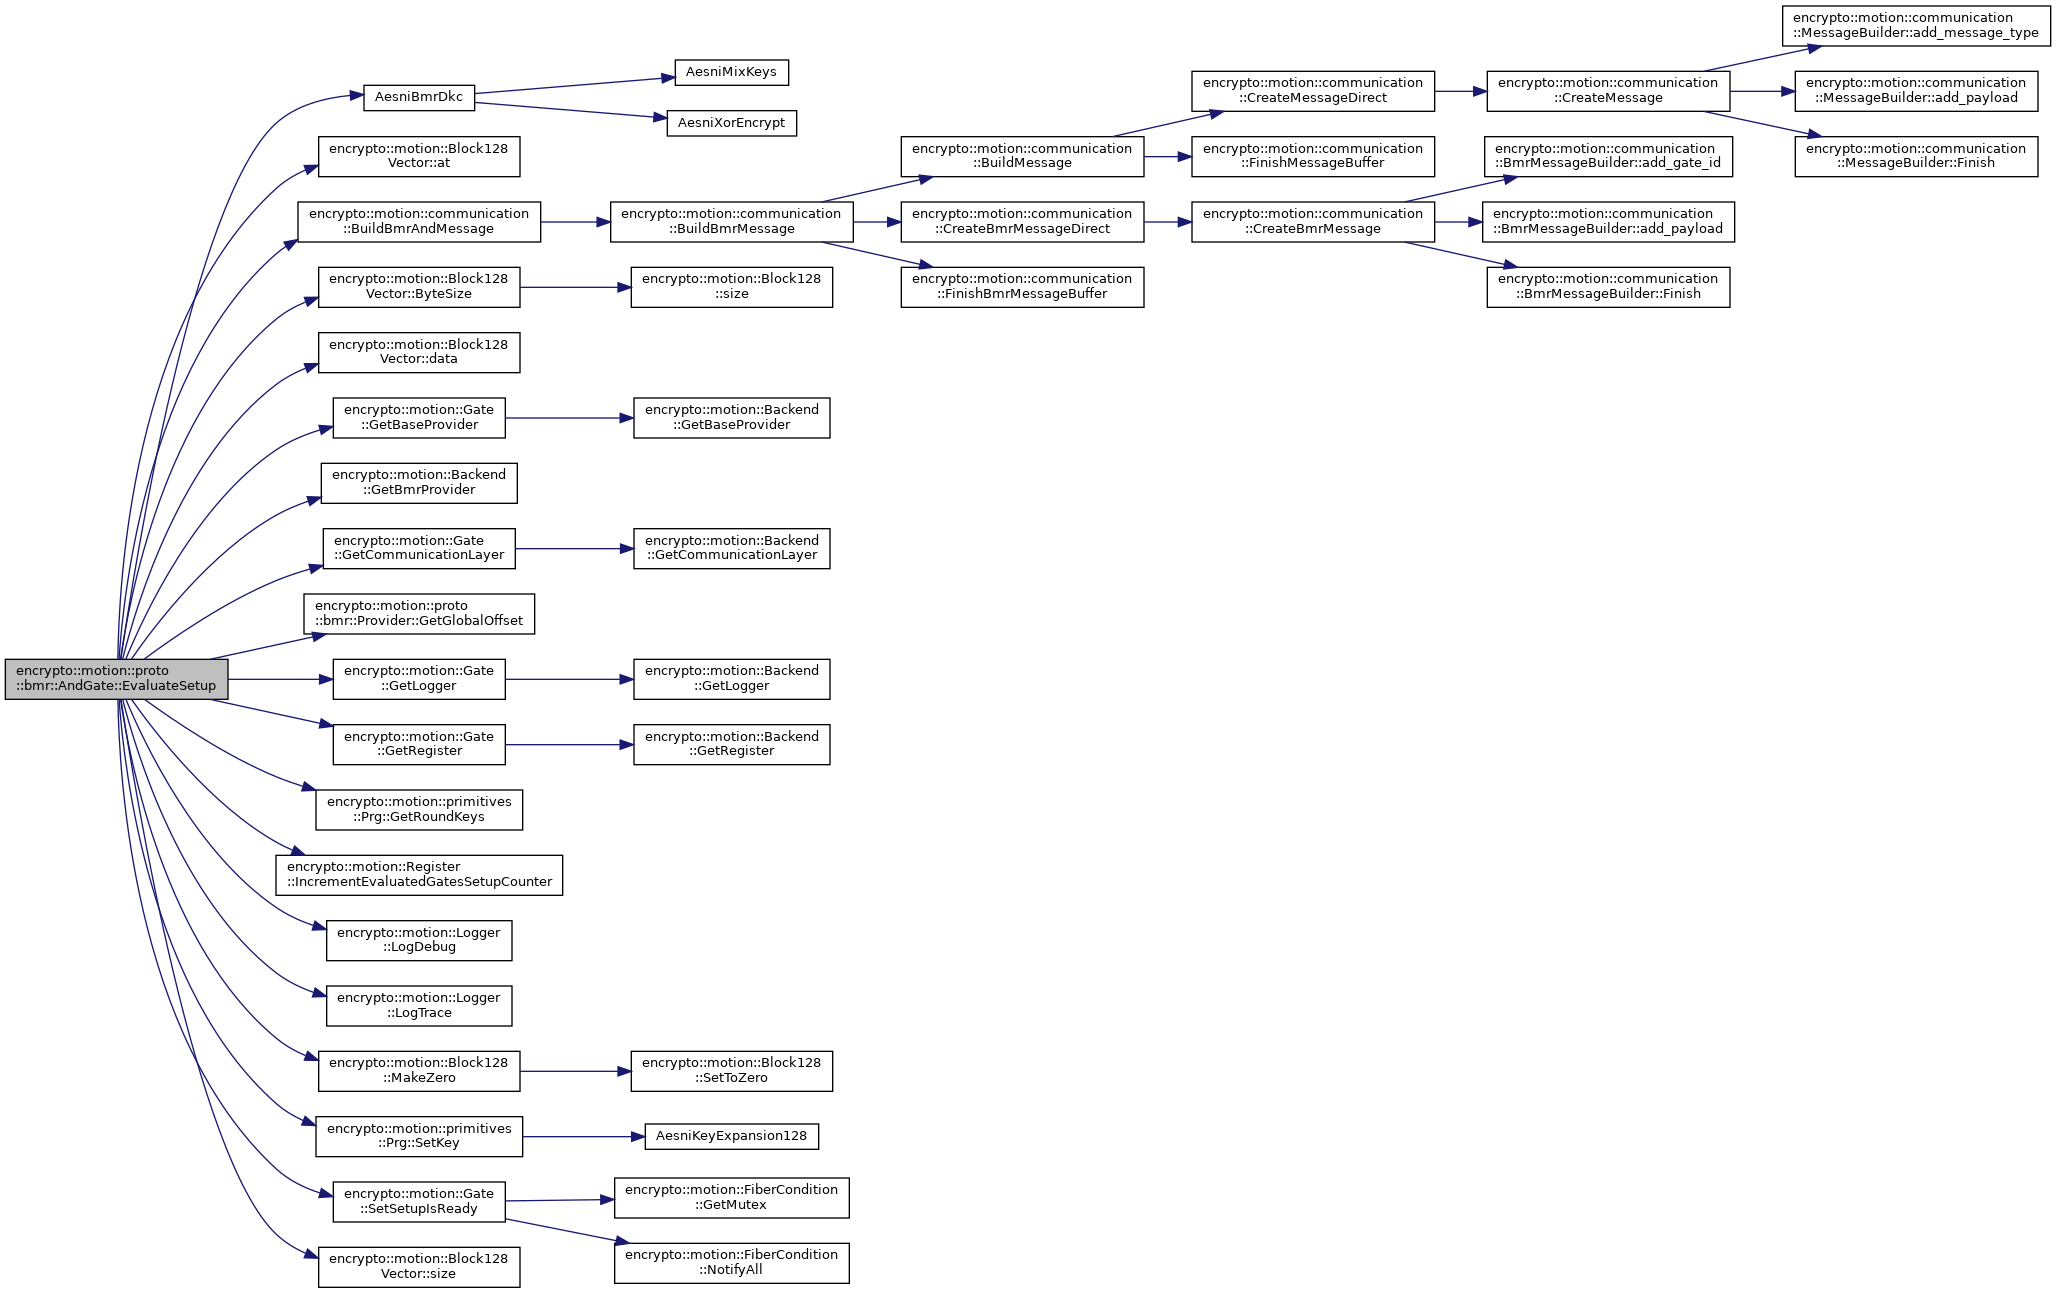 encrypto::motion::proto
::bmr::AndGate::EvaluateSetup
AesniBmrDkc
AesniMixKeys
AesniXorEncrypt
encrypto::motion::Block128
Vector::at
encrypto::motion::communication
::BuildBmrAndMessage
encrypto::motion::communication
::BuildBmrMessage
encrypto::motion::communication
::BuildMessage
encrypto::motion::communication
::CreateMessageDirect
encrypto::motion::communication
::CreateMessage
encrypto::motion::communication
::MessageBuilder::add_message_type
encrypto::motion::communication
::MessageBuilder::add_payload
encrypto::motion::communication
::MessageBuilder::Finish
encrypto::motion::communication
::FinishMessageBuffer
encrypto::motion::communication
::CreateBmrMessageDirect
encrypto::motion::communication
::CreateBmrMessage
encrypto::motion::communication
::BmrMessageBuilder::add_gate_id
encrypto::motion::communication
::BmrMessageBuilder::add_payload
encrypto::motion::communication
::BmrMessageBuilder::Finish
encrypto::motion::communication
::FinishBmrMessageBuffer
encrypto::motion::Block128
Vector::ByteSize
encrypto::motion::Block128
::size
encrypto::motion::Block128
Vector::data
encrypto::motion::Gate
::GetBaseProvider
encrypto::motion::Backend
::GetBaseProvider
encrypto::motion::Backend
::GetBmrProvider
encrypto::motion::Gate
::GetCommunicationLayer
encrypto::motion::Backend
::GetCommunicationLayer
encrypto::motion::proto
::bmr::Provider::GetGlobalOffset
encrypto::motion::Gate
::GetLogger
encrypto::motion::Backend
::GetLogger
encrypto::motion::Gate
::GetRegister
encrypto::motion::Backend
::GetRegister
encrypto::motion::primitives
::Prg::GetRoundKeys
encrypto::motion::Register
::IncrementEvaluatedGatesSetupCounter
encrypto::motion::Logger
::LogDebug
encrypto::motion::Logger
::LogTrace
encrypto::motion::Block128
::MakeZero
encrypto::motion::Block128
::SetToZero
encrypto::motion::primitives
::Prg::SetKey
AesniKeyExpansion128
encrypto::motion::Gate
::SetSetupIsReady
encrypto::motion::FiberCondition
::GetMutex
encrypto::motion::FiberCondition
::NotifyAll
encrypto::motion::Block128
Vector::size